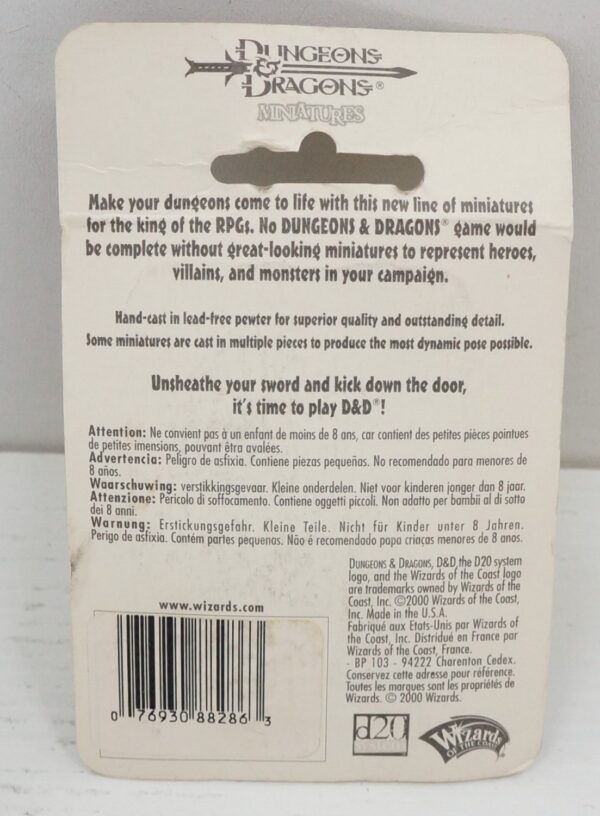 DUNGEONS
&
DRAGONS®
MINIATURES
Make your dungeons come to life with this new line of miniatures
for the king of the RPGs. No DUNGEONS & DRAGONS® game would
be complete without great-looking miniatures to represent heroes,
villains, and monsters in your campaign.
Hand-cast in lead-free pewter for superior quality and outstanding detail.
Some miniatures are cast in multiple pieces to produce the most dynamic pose possible.
Unsheathe your sword and kick down the door,
it's time to play D&D®!
Attention: Ne convient pas à un enfant de moins de 8 ans, car contient des petites pièces pointues
de petites imensions, pouvant êtra avalées.
Advertencia: Peligro de asfixia. Contiene piezas pequeñas. No recomendado para menores de
8 años.
Waarschuwing: verstikkingsgevaar. Kleine onderdelen. Niet voor kinderen jonger dan 8 jaar.
Attenzione: Pericolo di soffocamento. Contiene oggetti piccoli. Non adatto per bambii al di sotto
dei 8 anni.
Warnung: Erstickungsgefahr. Kleine Teile. Nicht für Kinder unter 8 Jahren.
Perigo de asfixia. Contém partes pequenas. Não é recomendado papa criaças menores de 8 anos.
DUNGEONS & DRAGONS, D&D, the D20 system
logo, and the Wizards of the Coast logo
are trademarks owned by Wizards of the
Coast, Inc. ©2000 Wizards of the Coast,
Inc. Made in the U.S.A.
Fabriqué aux Etats-Unis par Wizards of
the Coast, Inc. Distridué en France par
Wizards of the Coast, France.
- BP 103 - 94222 Charenton Cedex.
Conservez cette adresse pour référence.
Toutes les marques sont les propriétés de
Wizards. © 2000 Wizards.
www.wizards.com
0 76930 88286 3
d20
Wizards
OF THE COAST